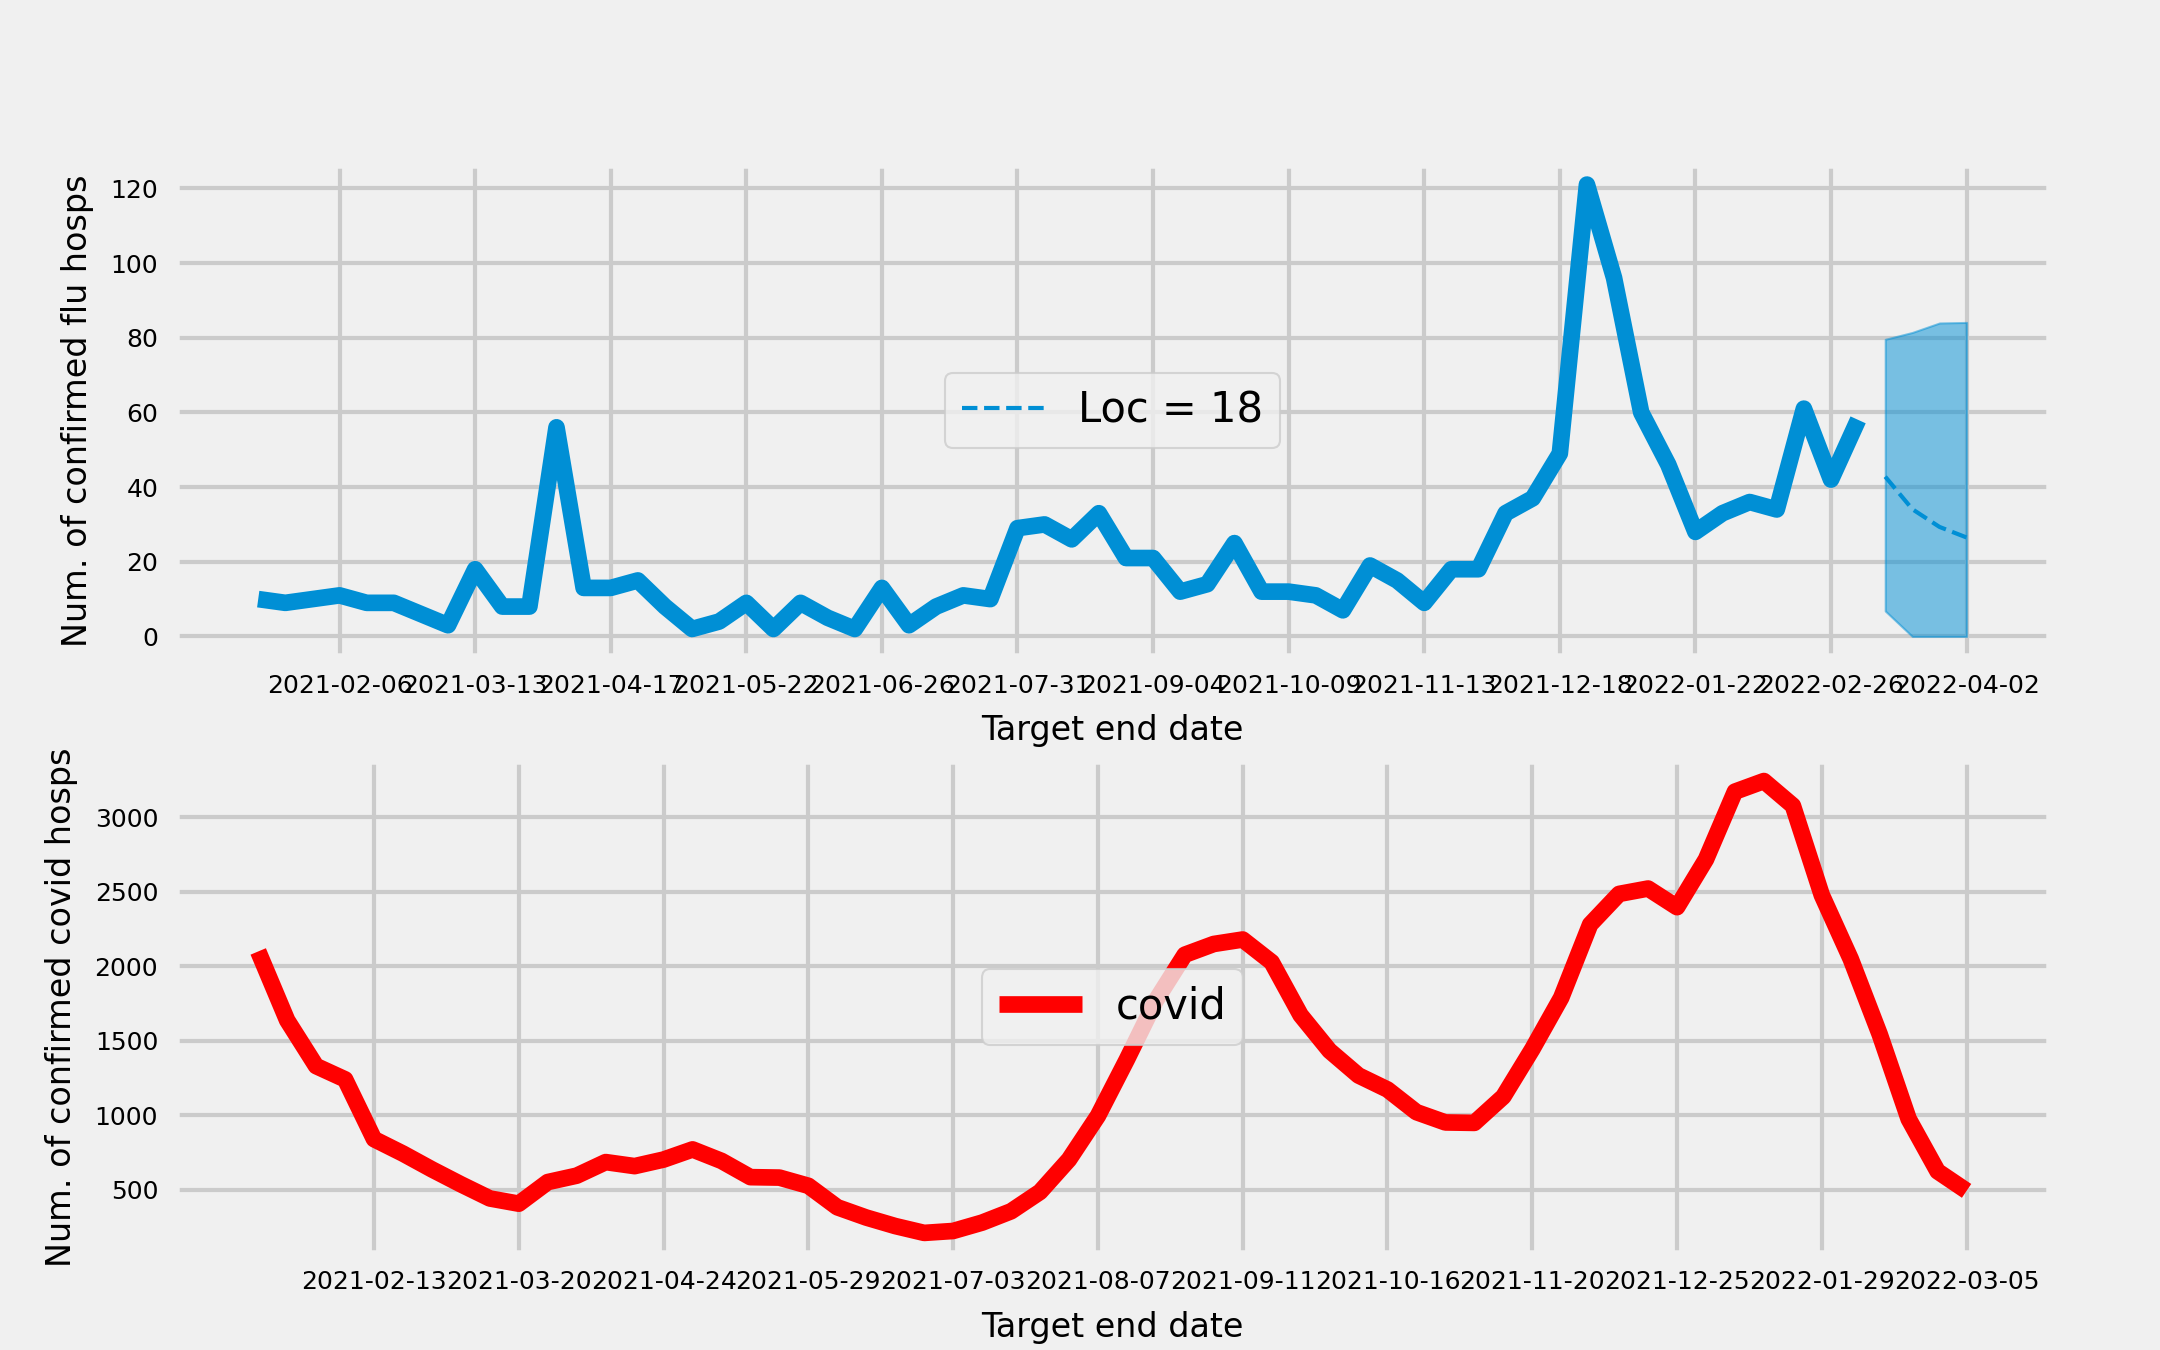 Num. of confirmed flu hosps
120
100
80
60
40
20
0
Loc = 18
2021-02-06 2021-03-13 2021-04-17 2021-05-22 2021-06-26 2021-07-31 2021-09-04 2021-10-09 2021-11-13 2021-12-18 2022-01-22 2022-02-26 2022-04-02
Target end date
Num. of confirmed covid hosps
3000
2500
2000
1500
1000
500
covid
2021-02-13 2021-03-20 2021-04-24 2021-05-29 2021-07-03 2021-08-07 2021-09-11 2021-10-16 2021-11-20 2021-12-25 2022-01-29 2022-03-05
Target end date